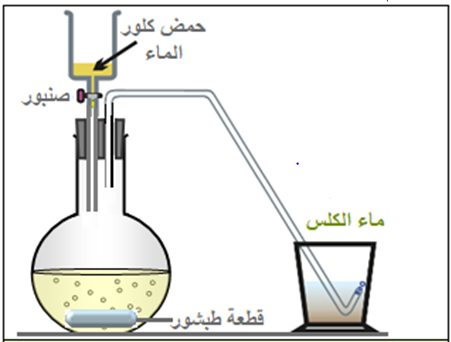 حمض كلور
الماء
صنبور
ماء الكلس
قطعة طبشور